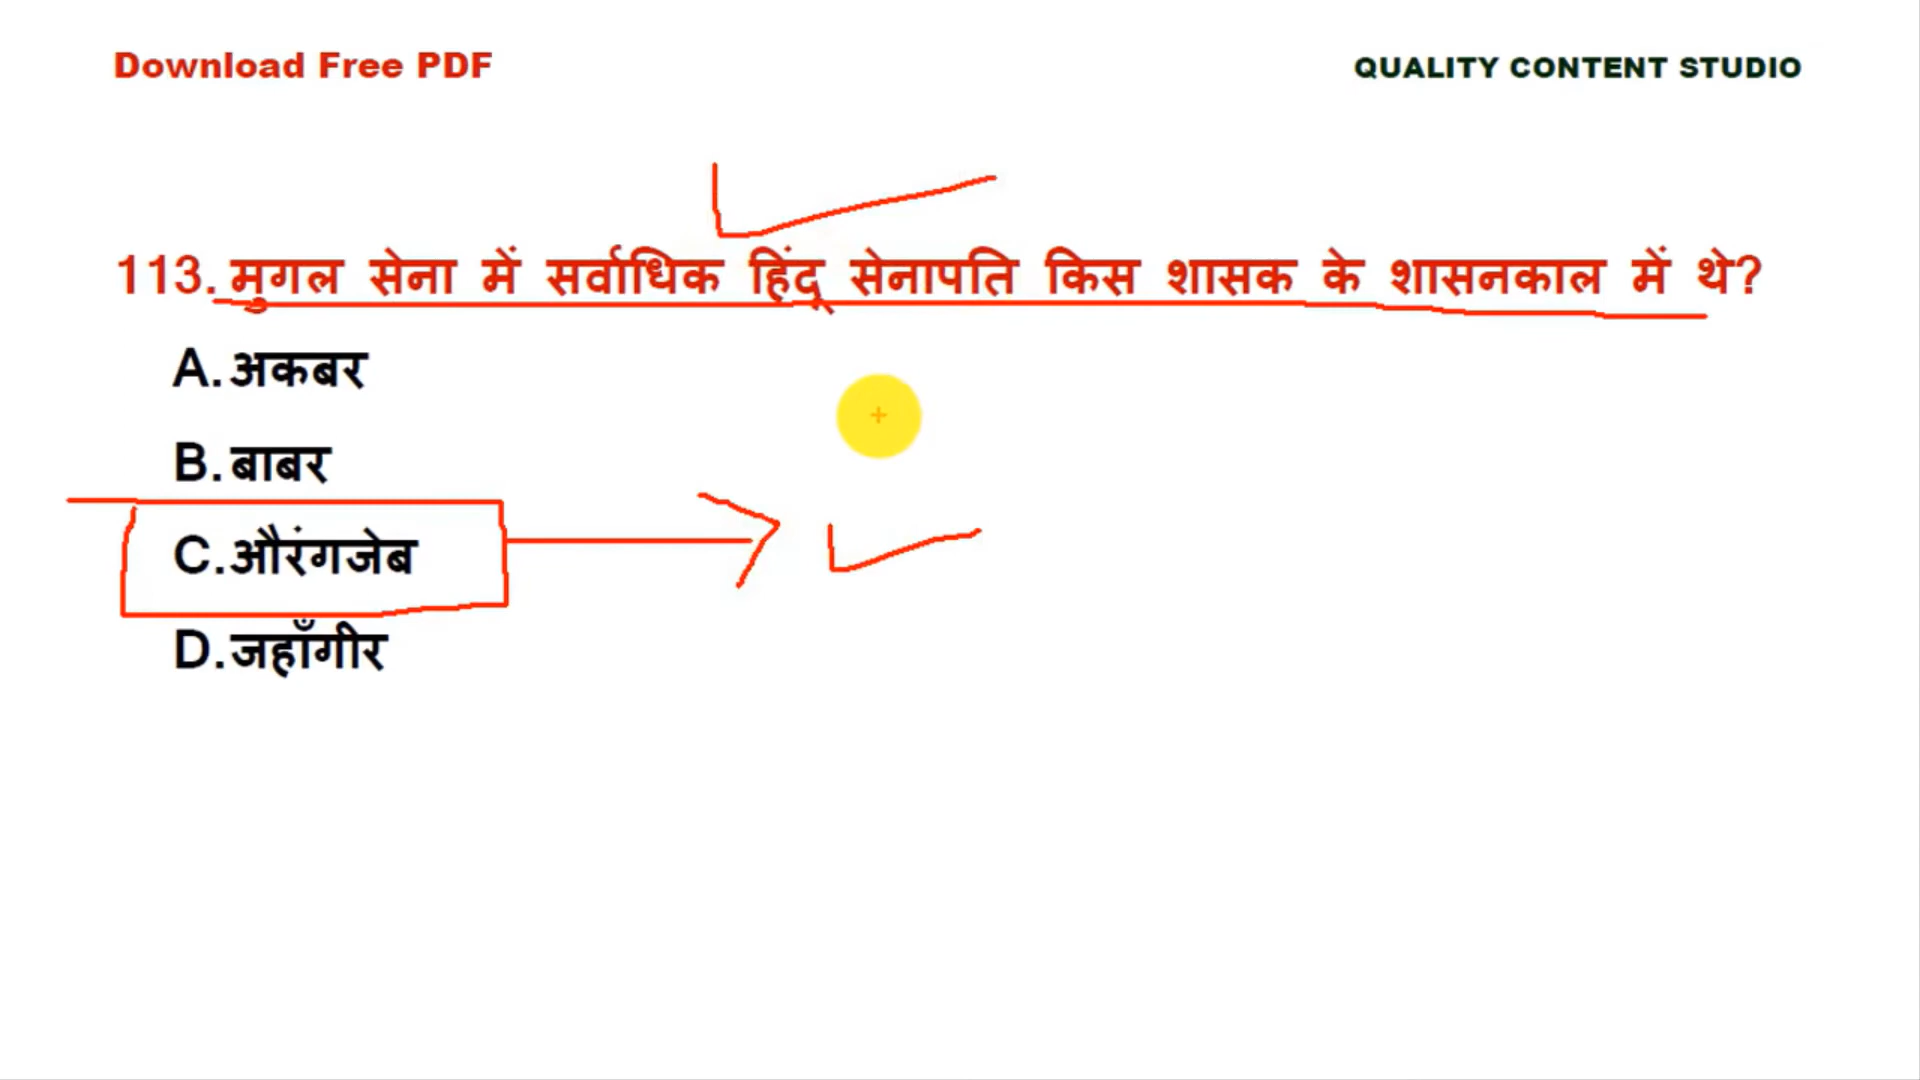 Download Free PDF
QUALITY CONTENT STUDIO
113. मुगल सेना में सर्वाधिक हिंदू सेनापति किस शासक के शासनकाल में थे?
A. अकबर
B. बाबर
C. औरंगजेब
D. जहाँगीर